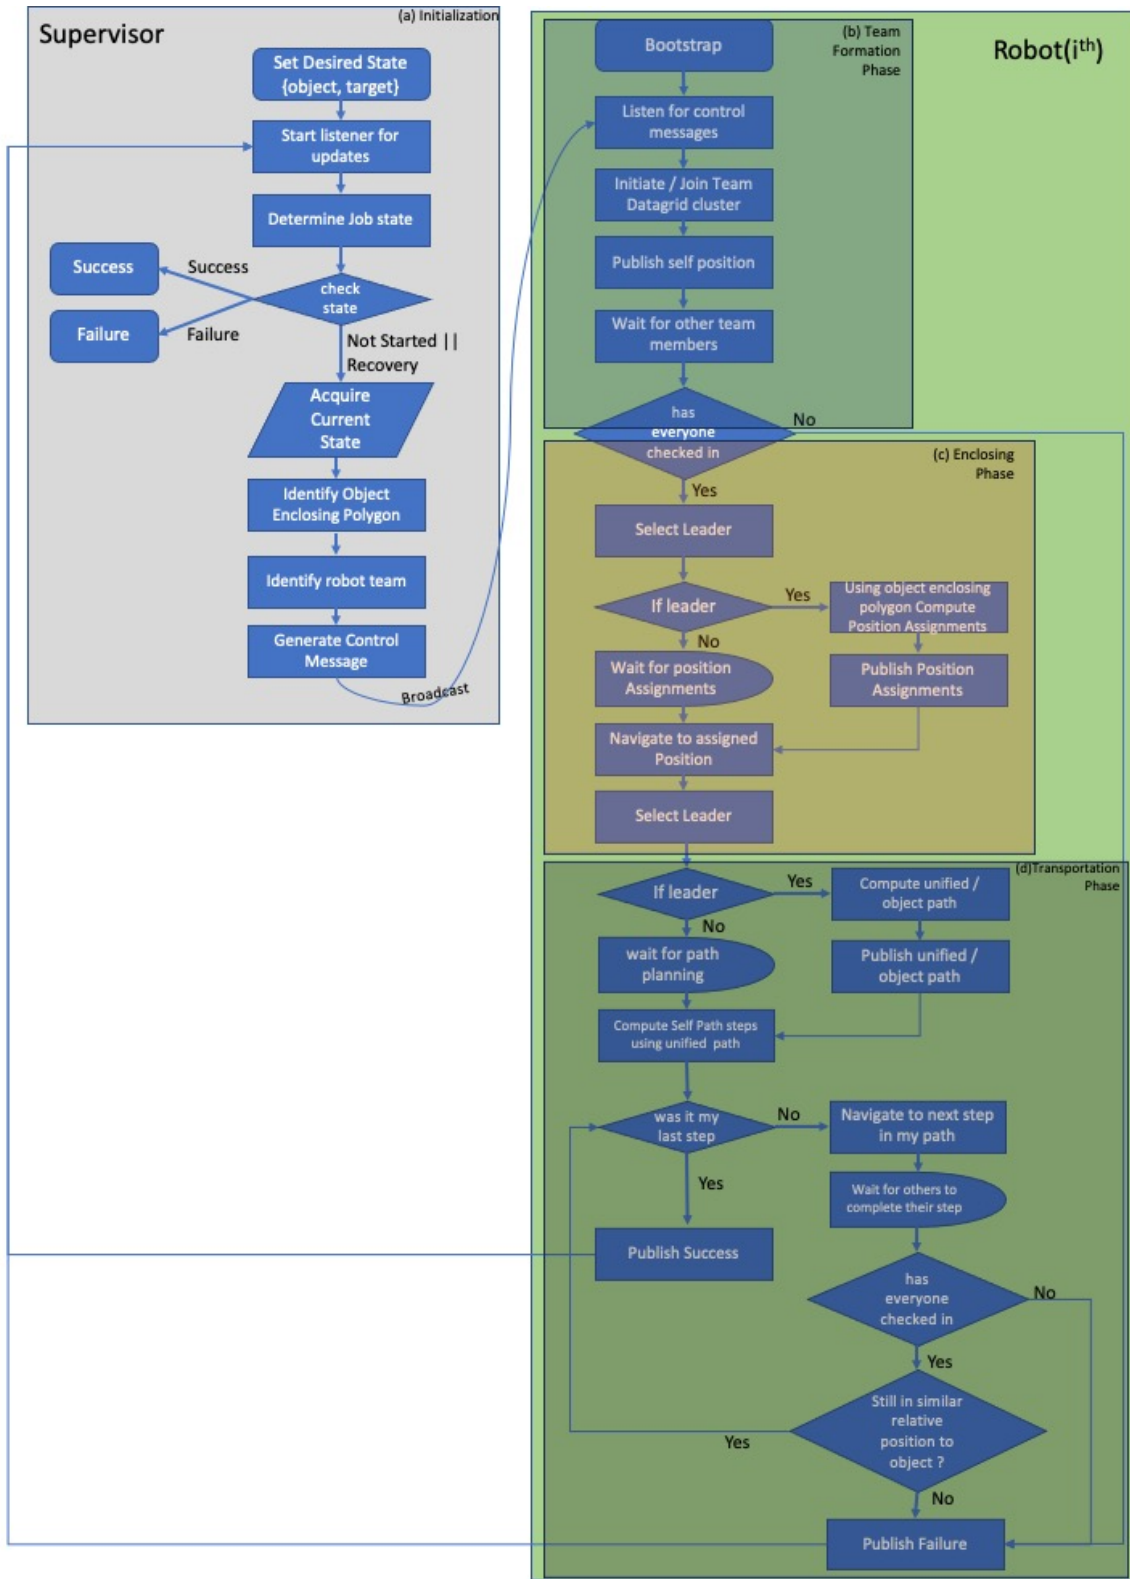 (a) Initialization
Supervisor
Set Desired State
{object, target}
Start listener for
updates
Determine Job state
Success
Success
check
state
Failure
Failure
Not Started ||
Recovery
Acquire
Current
State
Identify Object
Enclosing Polygon
Identify robot team
Generate Control
Message
Broadcast
Robot(ith)
(b) Team
Formation
Phase
Bootstrap
Listen for control
messages
Initiate / Join Team
Datagrid cluster
Publish self position
Wait for other team
members
has
everyone
checked in
No
(c) Enclosing
Phase
Yes
Select Leader
If leader
Yes
Using object enclosing
polygon Compute
Position Assignments
No
Wait for position
Assignments
Publish Position
Assignments
Navigate to assigned
Position
Select Leader
(d)Transportation
Phase
If leader
Yes
Compute unified /
object path
No
wait for path
planning
Publish unified /
object path
Compute Self Path steps
using unified path
was it my
last step
No
Navigate to next step
in my path
Yes
Wait for others to
complete their step
Publish Success
has
everyone
checked in
No
Yes
Still in similar
relative
position to
object ?
Yes
No
Publish Failure